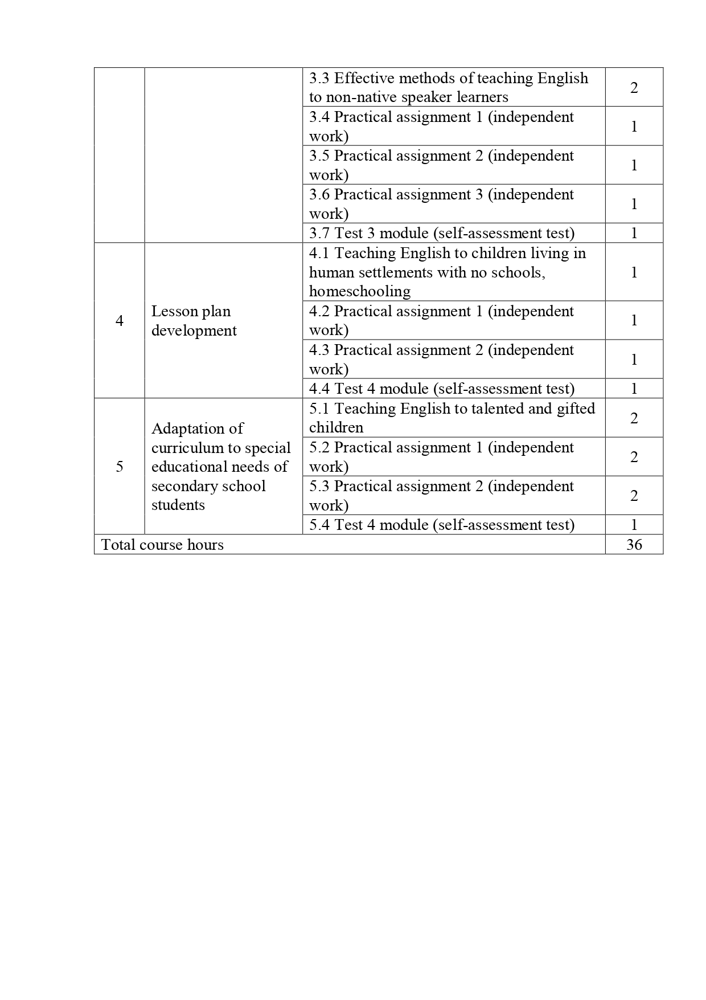 3.3 Effective methods of teaching English
to non-native speaker learners
2
3.4 Practical assignment 1 (independent
work)
1
3.5 Practical assignment 2 (independent
work)
1
3.6 Practical assignment 3 (independent
work)
1
3.7 Test 3 module (self-assessment test)
1
4
Lesson plan
development
4.1 Teaching English to children living in
human settlements with no schools,
homeschooling
1
4.2 Practical assignment 1 (independent
work)
1
4.3 Practical assignment 2 (independent
work)
1
4.4 Test 4 module (self-assessment test)
1
5
Adaptation of
curriculum to special
educational needs of
secondary school
students
5.1 Teaching English to talented and gifted
children
2
5.2 Practical assignment 1 (independent
work)
2
5.3 Practical assignment 2 (independent
work)
2
5.4 Test 4 module (self-assessment test)
1
Total course hours
36